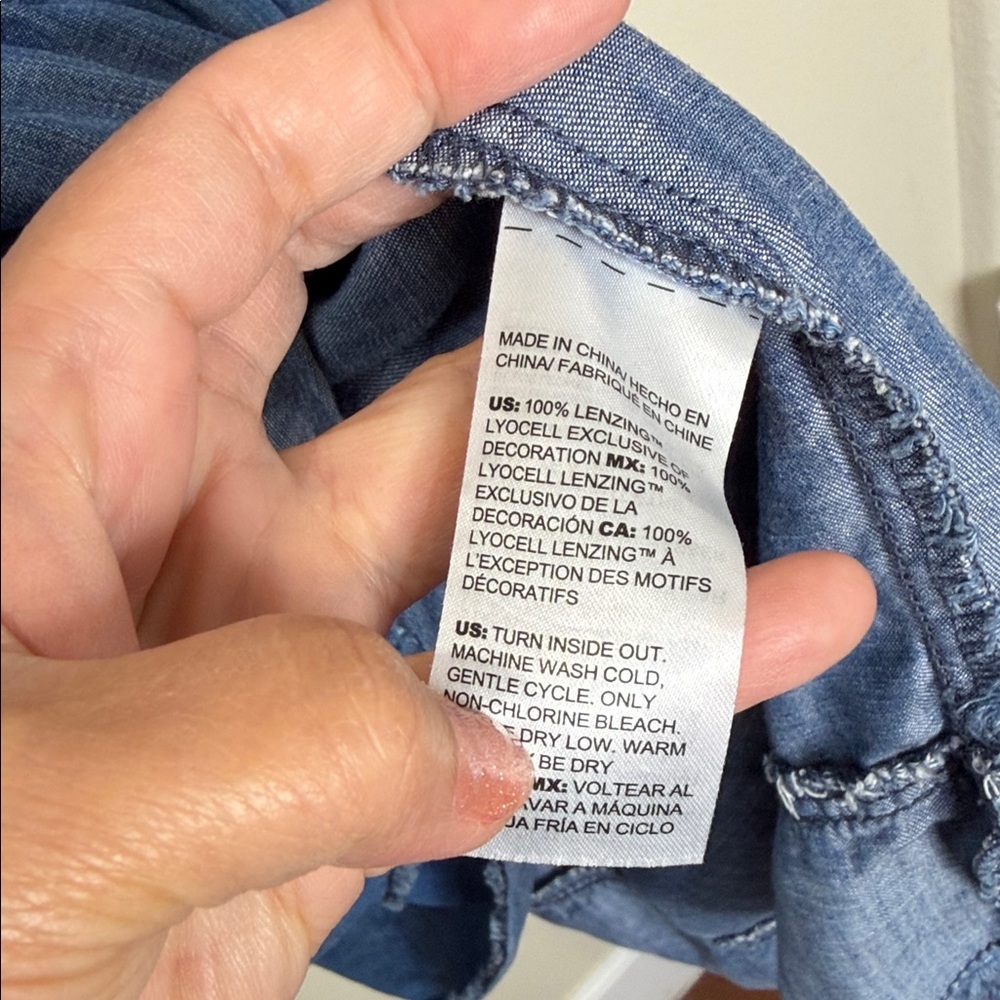 MADE IN CHINA/ HECHO EN
CHINA/ FABRIQUÉ EN CHINE
US: 100% LENZING™
LYOCELL EXCLUSIVE OF
DECORATION MX: 100%
LYOCELL LENZING™
EXCLUSIVO DE LA
DECORACIÓN CA: 100%
LYOCELL LENZING™ À
L'EXCEPTION DES MOTIFS
DÉCORATIFS
US: TURN INSIDE OUT.
MACHINE WASH COLD,
GENTLE CYCLE. ONLY
NON-CHLORINE BLEACH.
DRY LOW. WARM
BE DRY
MX: VOLTEAR AL
A MÁQUINA
FRÍA EN CICLO